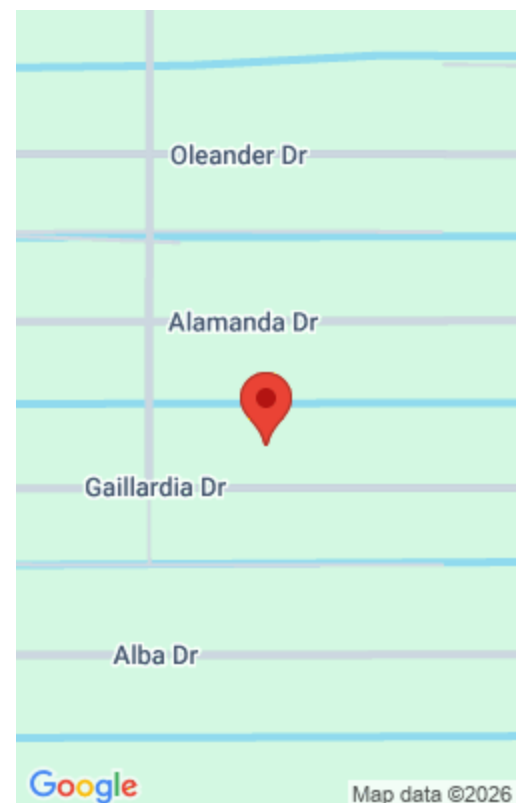 Oleander Dr
Alamanda Dr
Gaillardia Dr
Alba Dr
Google
Map data ©2026